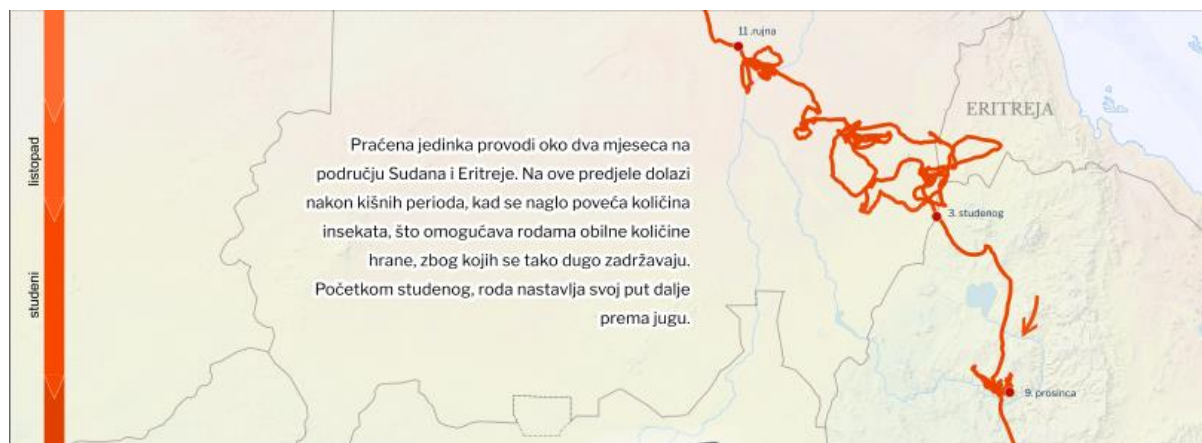 11 .rujna
ERITREJA
listopad
Praćena jedinka provodi oko dva mjeseca na
području Sudana i Eritreje. Na ove predjele dolazi
nakon kišnih perioda, kad se naglo poveća količina
insekata, što omogućava rodama obilne količine
hrane, zbog kojih se tako dugo zadržavaju.
Početkom studenog, roda nastavlja svoj put dalje
prema jugu.
3. studenog
studeni
9. prosinca